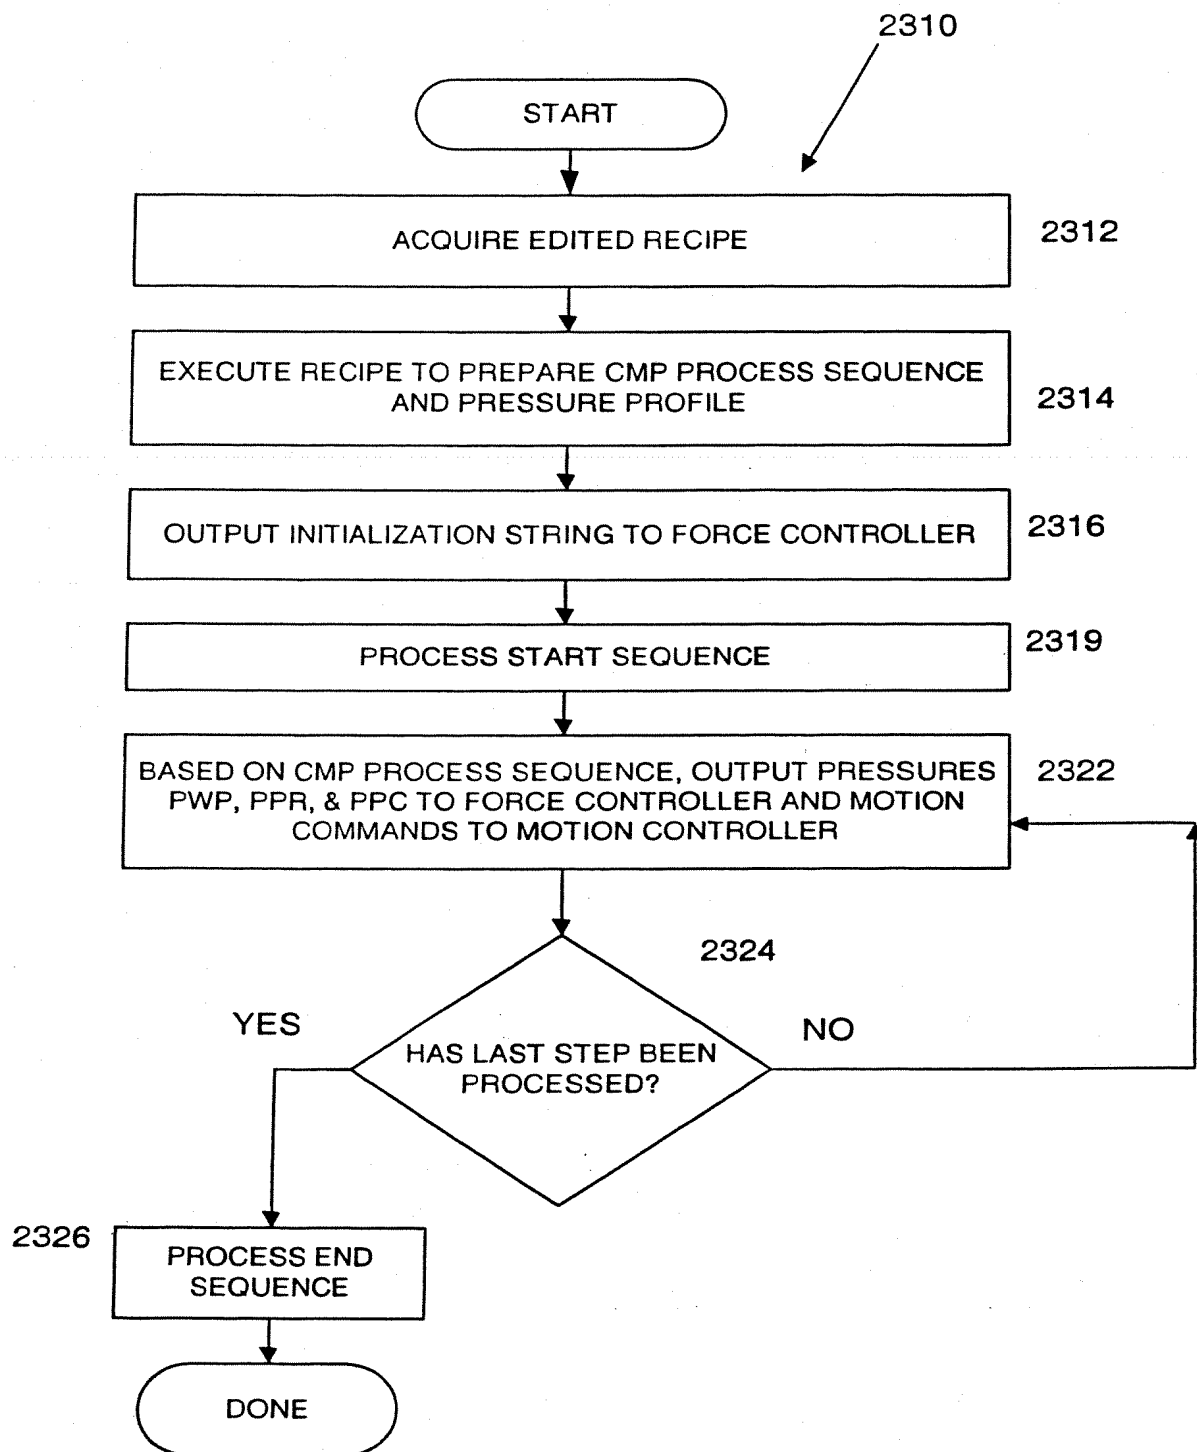 2310
START
ACQUIRE EDITED RECIPE
2312
EXECUTE RECIPE TO PREPARE CMP PROCESS SEQUENCE
AND PRESSURE PROFILE
2314
OUTPUT INITIALIZATION STRING TO FORCE CONTROLLER
2316
PROCESS START SEQUENCE
2319
BASED ON CMP PROCESS SEQUENCE, OUTPUT PRESSURES
PWP, PPR, & PPC TO FORCE CONTROLLER AND MOTION
COMMANDS TO MOTION CONTROLLER
2322
2324
YES
NO
HAS LAST STEP BEEN
PROCESSED?
2326
PROCESS END
SEQUENCE
DONE